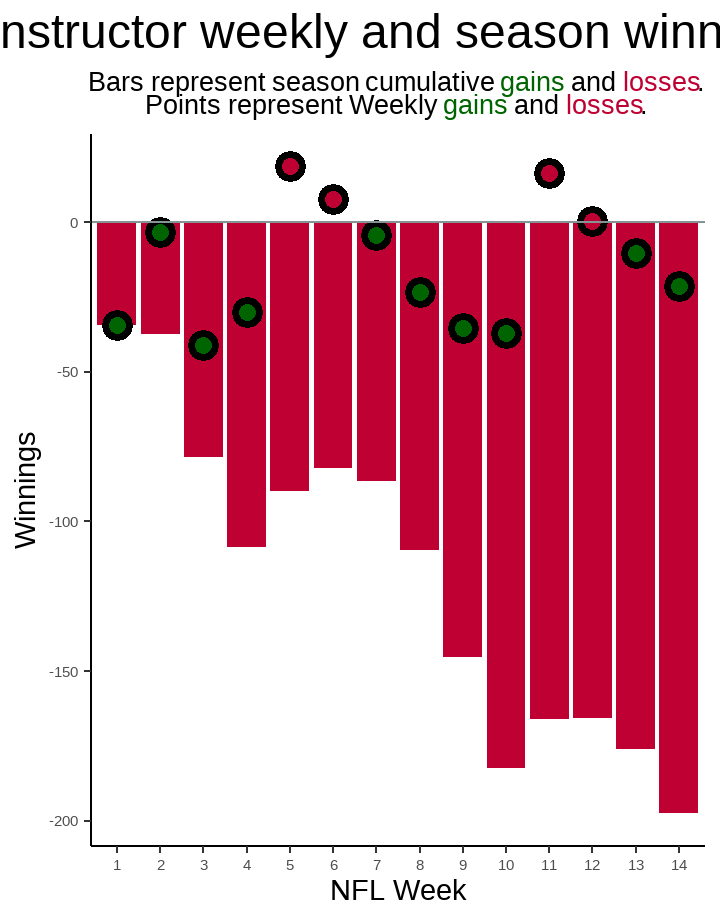 nstructor weekly and season winn
Bars represent season cumulative gains and losses.
Points represent Weekly gains and losses.
Winnings
0
-50
-100
-150
-200
1 2 3 4 5 6 7 8 9 10 11 12 13 14
NFL Week